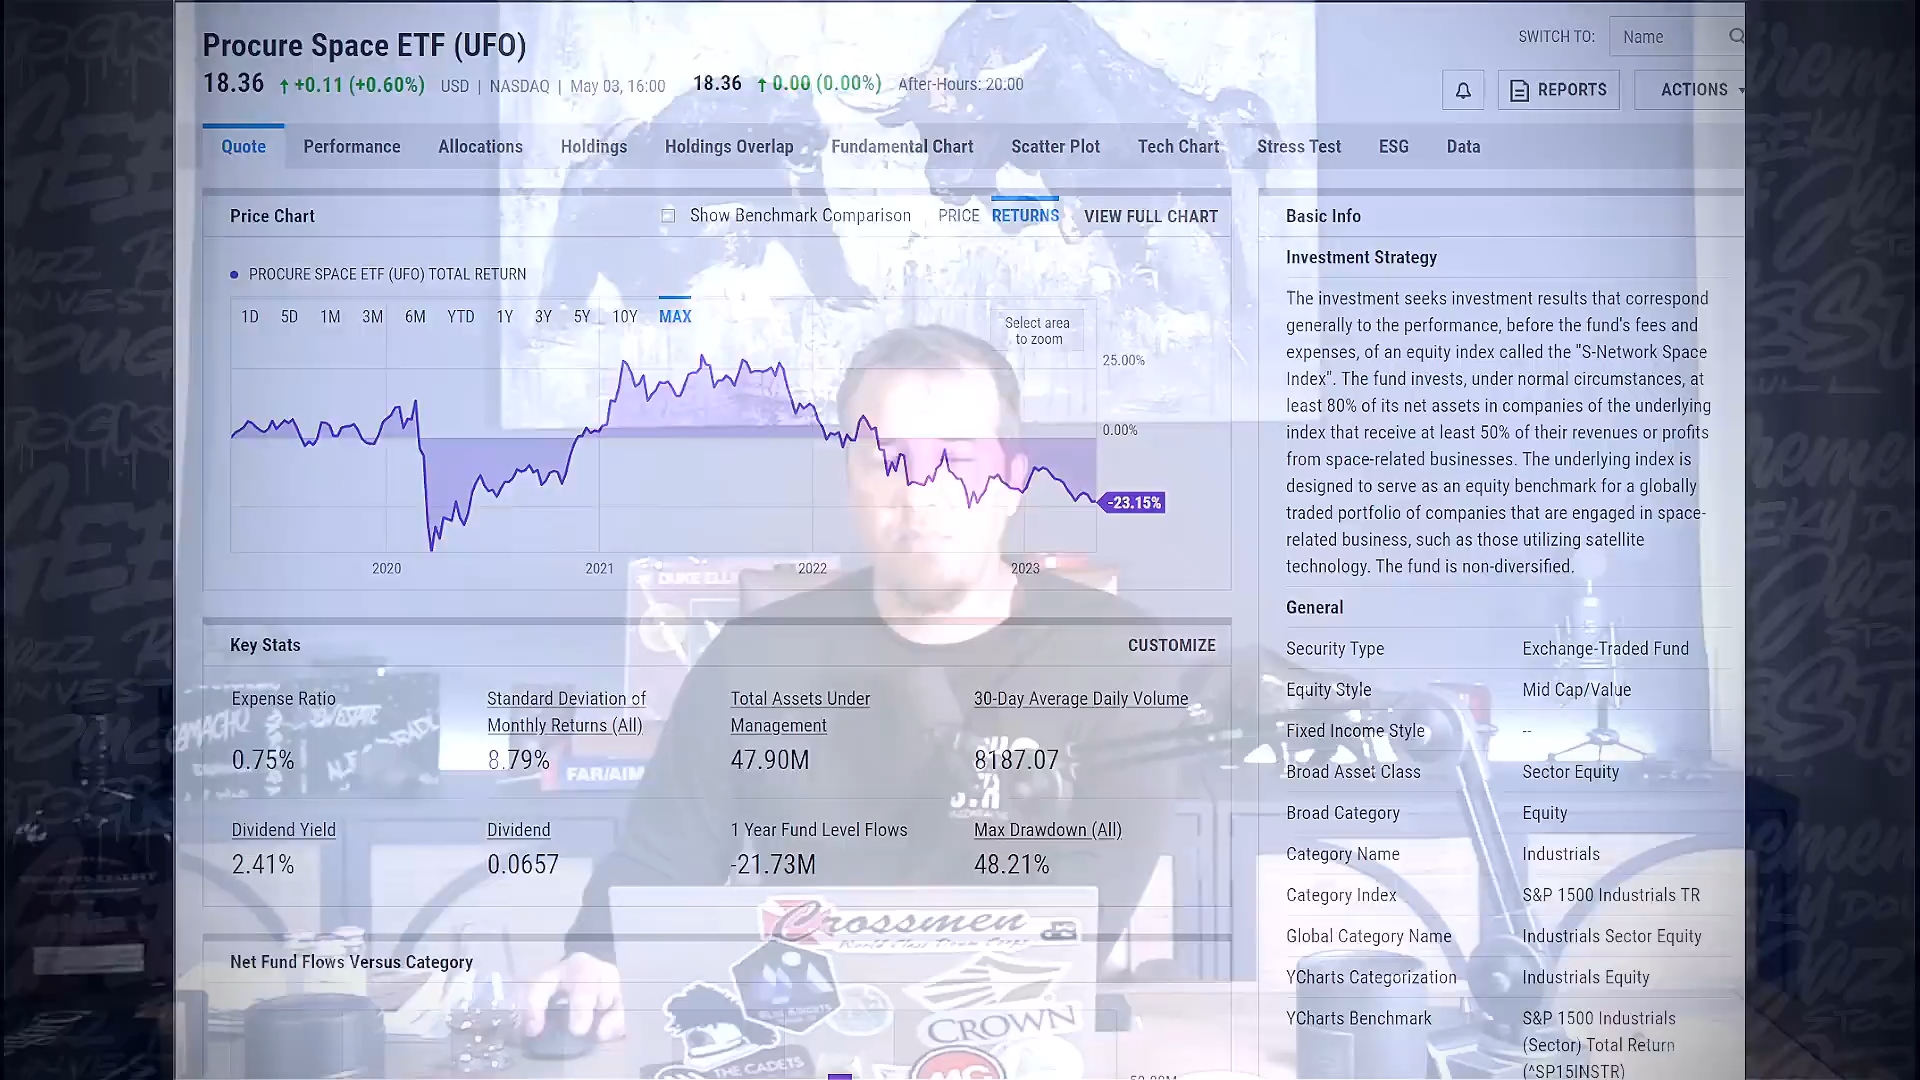 Procure Space ETF (UFO)
SWITCH TO: Name
18.36 +0.11 (+0.60%) USD | NASDAQ | May 03, 16:00 18.36 0.00 (0.00%) After-Hours: 20:00
REPORTS ACTIONS
Quote Performance Allocations Holdings Holdings Overlap Fundamental Chart Scatter Plot Tech Chart Stress Test ESG Data
Price Chart
Show Benchmark Comparison PRICE RETURNS VIEW FULL CHART
PROCURE SPACE ETF (UFO) TOTAL RETURN
1D 5D 1M 3M 6M YTD 1Y 3Y 5Y 10Y MAX
Select area
to zoom
25.00%
0.00%
-23.15%
2020 2021 2022 2023
Key Stats
CUSTOMIZE
Expense Ratio
0.75%
Standard Deviation of
Monthly Returns (All)
8.79%
Total Assets Under
Management
47.90M
30-Day Average Daily Volume
8187.07
Dividend Yield
2.41%
Dividend
0.0657
1 Year Fund Level Flows
-21.73M
Max Drawdown (All)
48.21%
Net Fund Flows Versus Category
Basic Info
Investment Strategy
The investment seeks investment results that correspond
generally to the performance, before the fund's fees and
expenses, of an equity index called the "S-Network Space
Index". The fund invests, under normal circumstances, at
least 80% of its net assets in companies of the underlying
index that receive at least 50% of their revenues or profits
from space-related businesses. The underlying index is
designed to serve as an equity benchmark for a globally
traded portfolio of companies that are engaged in space-
related business, such as those utilizing satellite
technology. The fund is non-diversified.
General
Security Type Exchange-Traded Fund
Equity Style Mid Cap/Value
Fixed Income Style --
Broad Asset Class Sector Equity
Broad Category Equity
Category Name Industrials
Category Index S&P 1500 Industrials TR
Global Category Name Industrials Sector Equity
YCharts Categorization Industrials Equity
YCharts Benchmark S&P 1500 Industrials
(Sector) Total Return
(^SP15INSTR)
FAR/AIM
Crossmen
World Class Drum Corps
CROWN
THE CADETS